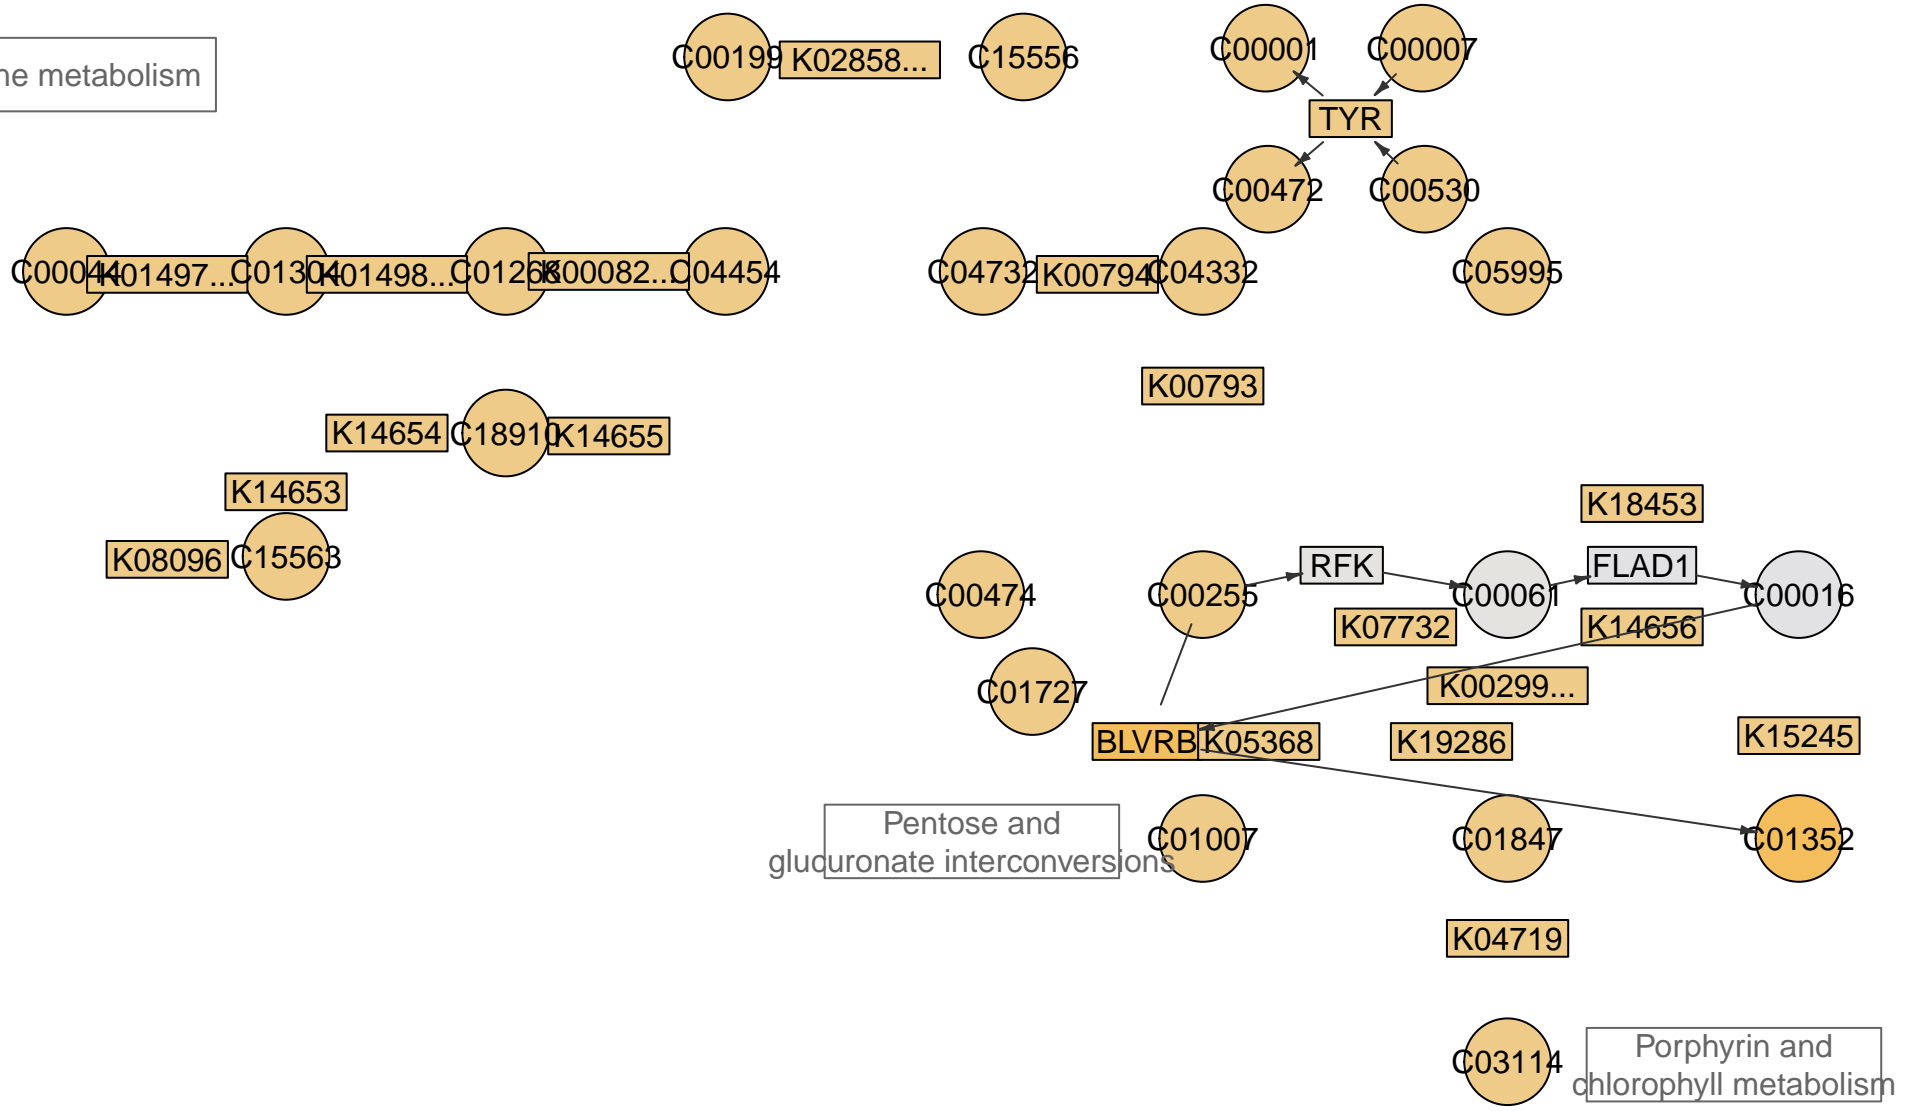 C00199
K02858...
C15556
C00001
C00007
ne metabolism
TYR
C00472
C00530
C00044
K01497...
C01304
K01498...
C01268
K00082...
C04454
C04732
K00794
C04332
C05995
K00793
K14654
C18910
K14655
K14653
K08096
C15563
K18453
C00474
C00255
RFK
C00061
FLAD1
C00016
K07732
K14656
C01727
K00299...
BLVRB
K05368
K19286
K15245
Pentose and
glucuronate interconversions
C01007
C01847
C01352
K04719
C03114
Porphyrin and
chlorophyll metabolism